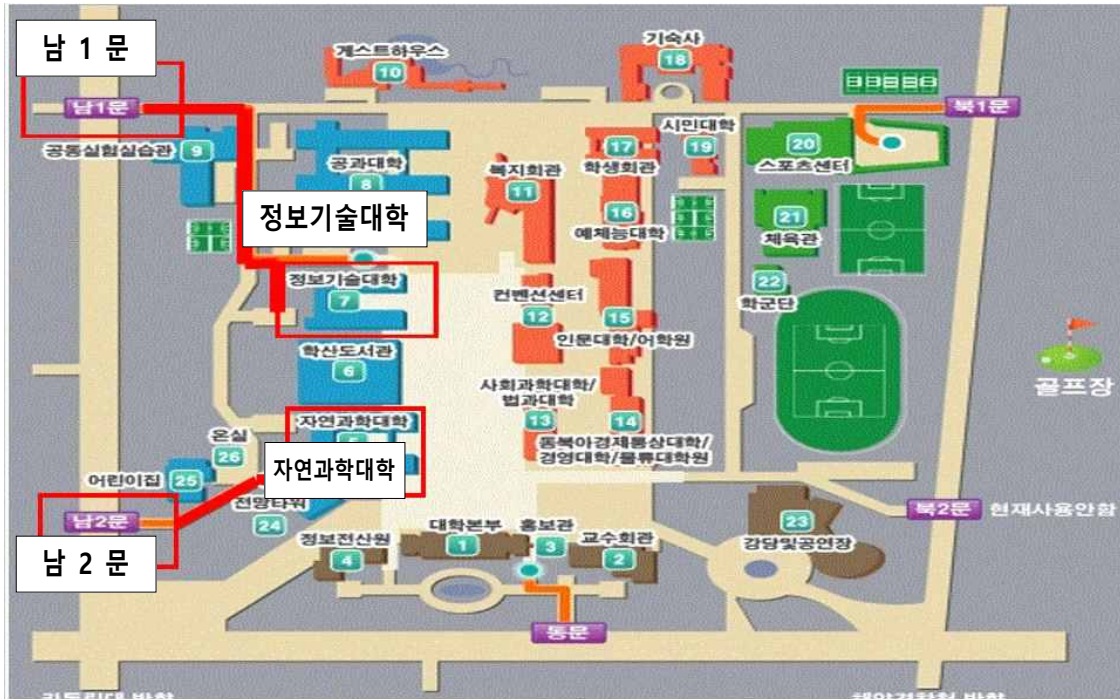 남 1 문
게스트하우스
10
기숙사
18
남1문
북1문
공동실험실습관
9
공과대학
8
복지회관
11
17
학생회관
시민대학
19
20
스포츠센터
16
예체능대학
21
체육관
정보기술대학
정보기술대학
7
컨벤션센터
12
15
인문대학/어학원
22
학군단
학산도서관
6
사회과학대학/
법과대학
13
14
동북아경제통상대학/
경영대학/물류대학원
골프장
자연과학대학
5
자연과학대학
온실
26
어린이집
25
남2문
전망타워
24
남 2 문
정보전산원
4
대학본부
1
홍보관
3
교수회관
2
23
강당및공연장
북2문
현재사용안함
동문